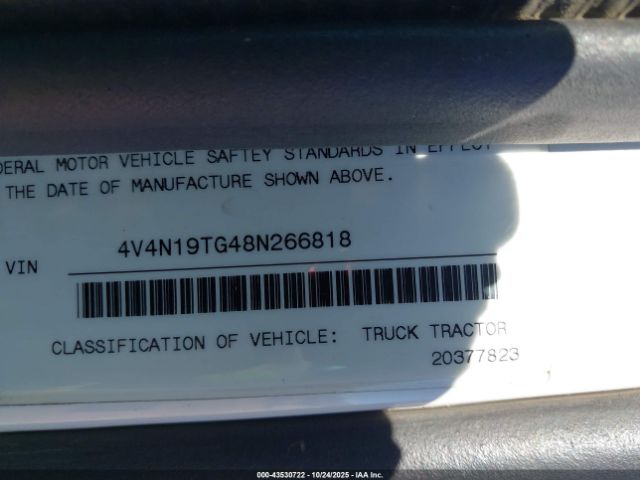 DERAL MOTOR VEHICLE SAFTEY STANDARDS IN EFFECT
THE DATE OF MANUFACTURE SHOWN ABOVE.
VIN 4V4N19TG48N266818
CLASSIFICATION OF VEHICLE: TRUCK TRACTOR
20377823
000-43530722 - 10/24/2025 - © IAA Inc.